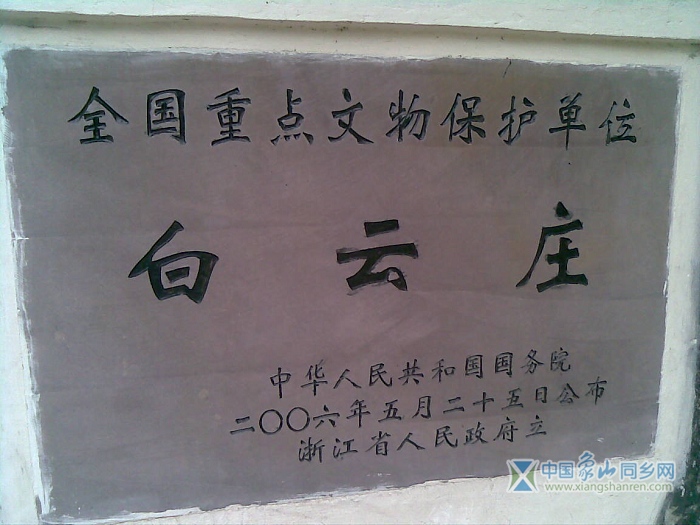 全国重点文物保护单位
白云庄
中华人民共和国国务院
二〇〇六年五月二十五日公布
浙江省人民政府立
中国象山同乡网
www.xiangshanren.com